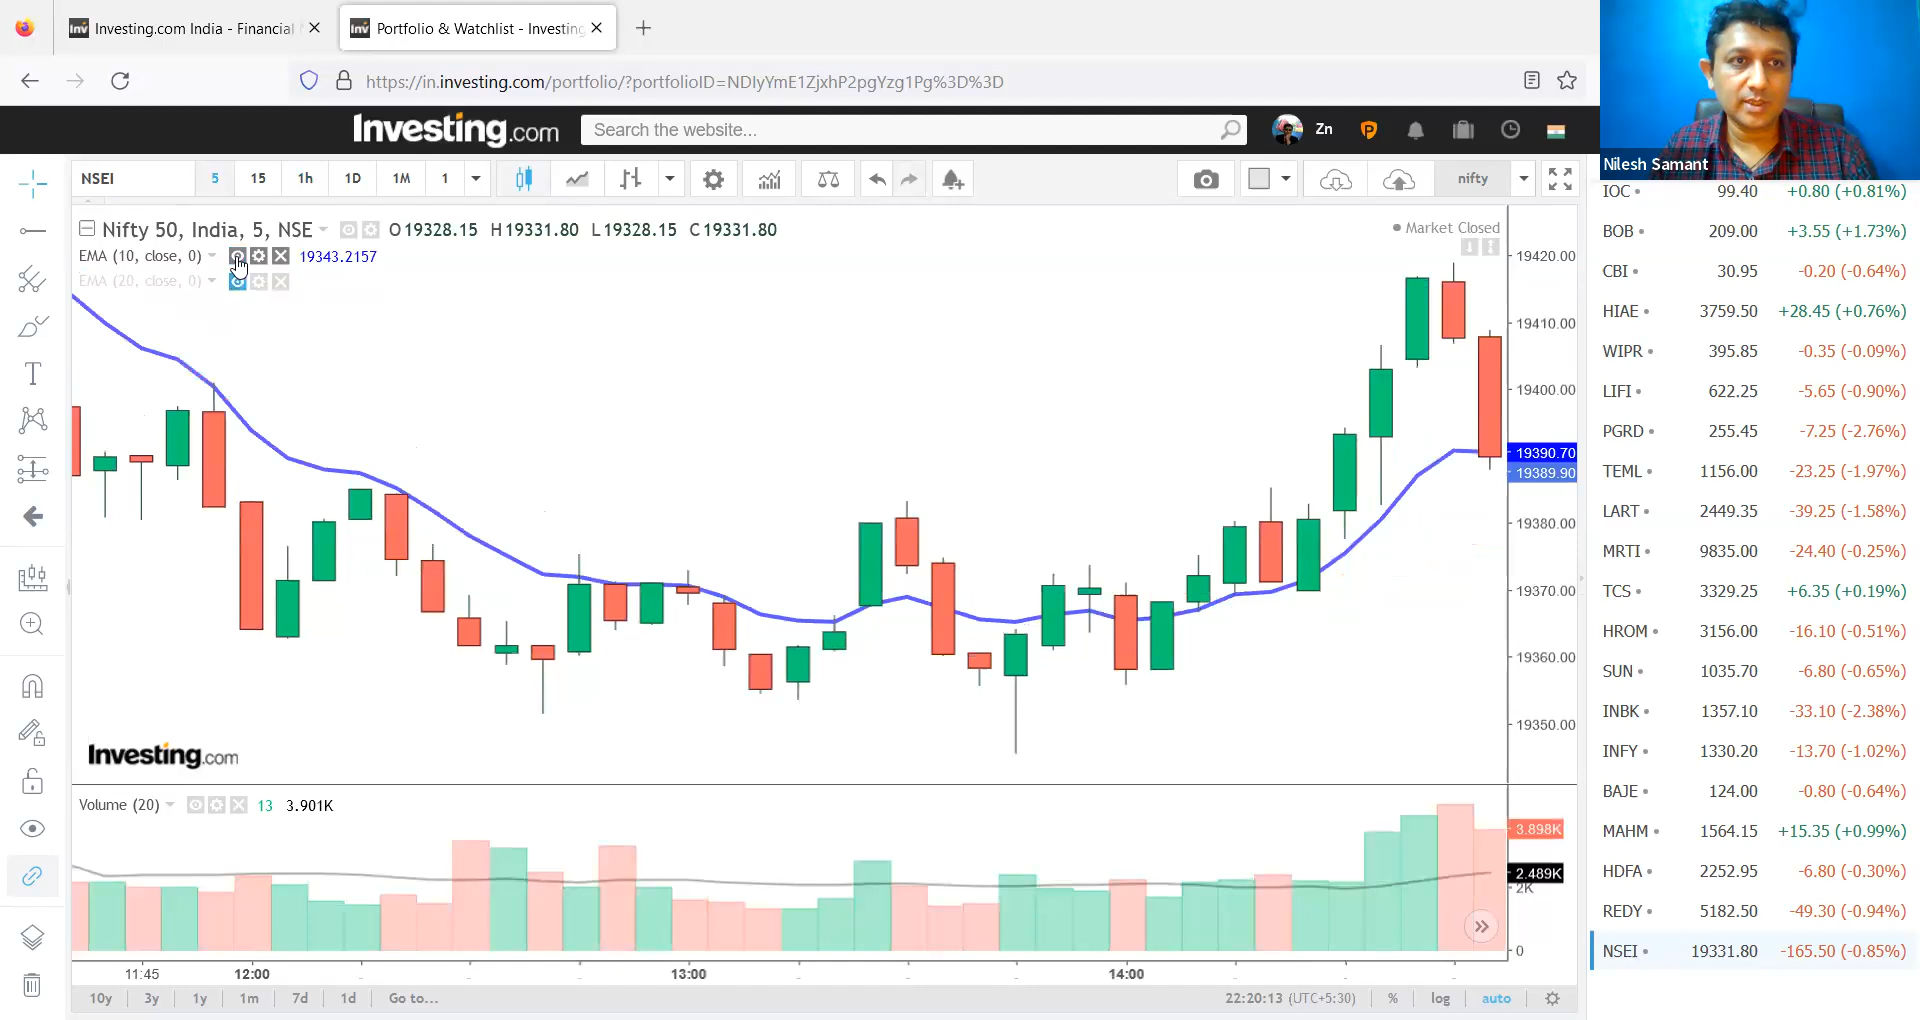 Investing.com India - Financial
Portfolio & Watchlist - Investing
https://in.investing.com/portfolio/?portfolioID=NDIyYmE1ZjxhP2pgYzg1Pg%3D%3D
Investing.com
Search the website...
Zn
Nilesh Samant
NSEI 5 15 1h 1D 1M 1 nifty
Nifty 50, India, 5, NSE O19328.15 H19331.80 L19328.15 C19331.80
Market Closed
EMA (10, close, 0) 19343.2157
EMA (20, close, 0)
19420.00
19410.00
19400.00
19390.70
19389.90
19380.00
19370.00
19360.00
19350.00
Investing.com
Volume (20) 13 3.901K
3.898K
2.489K
2K
0
11:45 12:00 13:00 14:00
10y 3y 1y 1m 7d 1d Go to... 22:20:13 (UTC+5:30) % log auto
IOC 99.40 +0.80 (+0.81%)
BOB 209.00 +3.55 (+1.73%)
CBI 30.95 -0.20 (-0.64%)
HIAE 3759.50 +28.45 (+0.76%)
WIPR 395.85 -0.35 (-0.09%)
LIFI 622.25 -5.65 (-0.90%)
PGRD 255.45 -7.25 (-2.76%)
TEML 1156.00 -23.25 (-1.97%)
LART 2449.35 -39.25 (-1.58%)
MRTI 9835.00 -24.40 (-0.25%)
TCS 3329.25 +6.35 (+0.19%)
HROM 3156.00 -16.10 (-0.51%)
SUN 1035.70 -6.80 (-0.65%)
INBK 1357.10 -33.10 (-2.38%)
INFY 1330.20 -13.70 (-1.02%)
BAJE 124.00 -0.80 (-0.64%)
MAHM 1564.15 +15.35 (+0.99%)
HDFA 2252.95 -6.80 (-0.30%)
REDY 5182.50 -49.30 (-0.94%)
NSEI 19331.80 -165.50 (-0.85%)